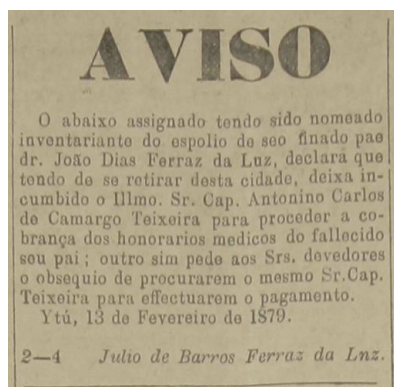 AVISO
O abaixo assignado tendo sido nomeado
inventariante do espolio de seo finado pae
dr. João Dias Ferraz da Luz, declara que
tendo de se retirar desta cidade, deixa in-
cumbido o Illmo. Sr. Cap. Antonino Carlos
de Camargo Teixeira para proceder a co-
brança dos honorarios medicos do fallecido
seu pai; outro sim pede aos Srs. devedores
o obsequio de procurarem o mesmo Sr. Cap.
Teixeira para effectuarem o pagamento.
Ytú, 13 de Fevereiro de 1879.
2—4 Julio de Barros Ferraz da Lnz.